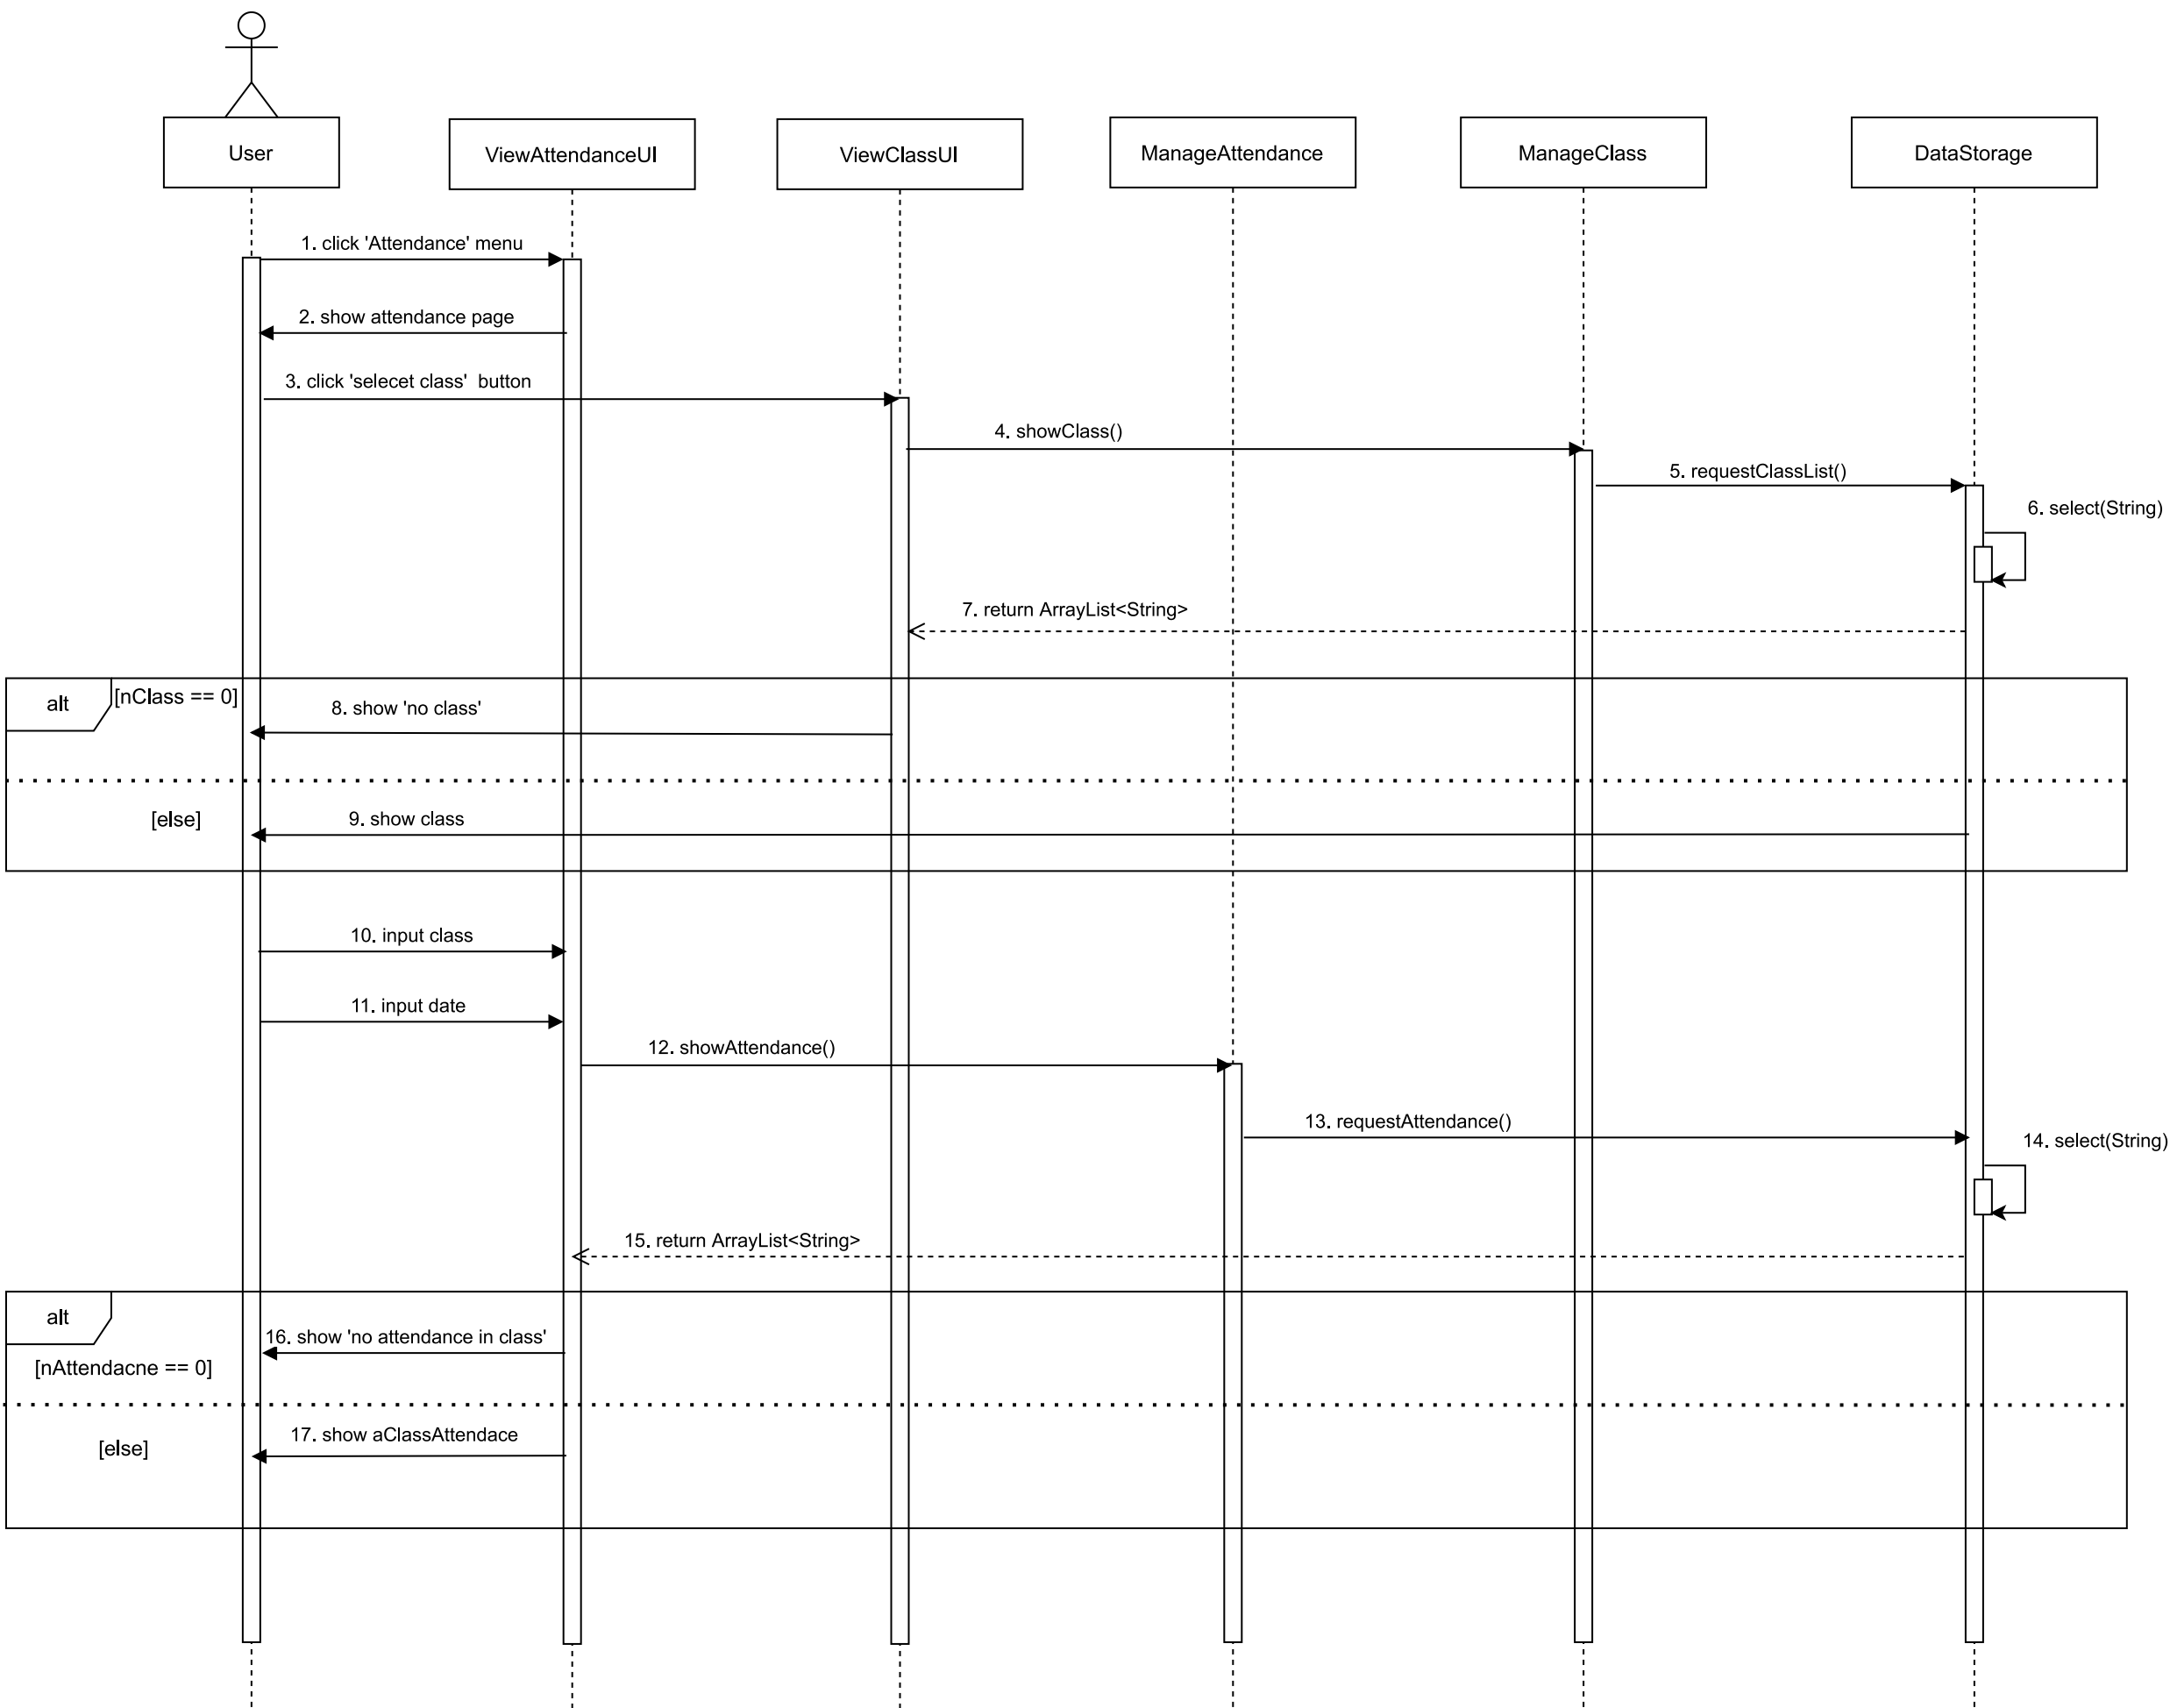 User
ViewAttendanceUI
ViewClassUI
ManageAttendance
ManageClass
DataStorage
1. click 'Attendance' menu
2. show attendance page
3. click 'selecet class'  button
4. showClass()
5. requestClassList()
6. select(String)
7. return ArrayList<String>
alt
[nClass == 0]
8. show 'no class'
[else]
9. show class
10. input class
11. input date
12. showAttendance()
13. requestAttendance()
14. select(String)
15. return ArrayList<String>
alt
16. show 'no attendance in class'
[nAttendacne == 0]
17. show aClassAttendace
[else]